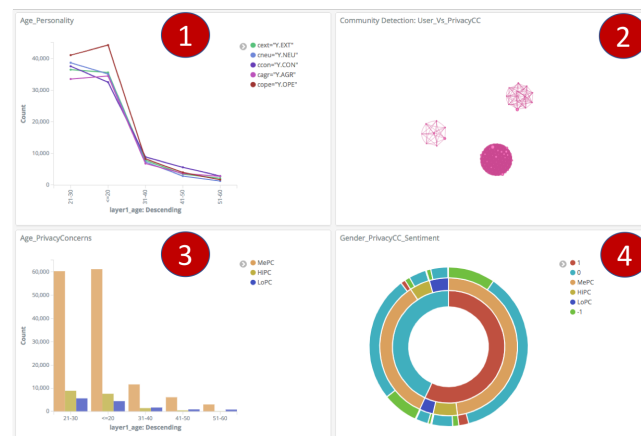 Age_Personality
1
40,000
30,000
20,000
10,000
0
Count
21-30
<=20
31-40
41-50
51-60
layer1_age: Descending
cext="Y.EXT"
cneu="Y.NEU"
ccon="Y.CON"
cagr="Y.AGR"
cope="Y.OPE"
Community Detection: User_Vs_PrivacyCC
2
Age_PrivacyConcerns
3
60,000
50,000
40,000
30,000
20,000
10,000
0
Count
21-30
<=20
31-40
41-50
51-60
layer1_age: Descending
MePC
HiPC
LoPC
Gender_PrivacyCC_Sentiment
4
1
0
MePC
HiPC
LoPC
-1